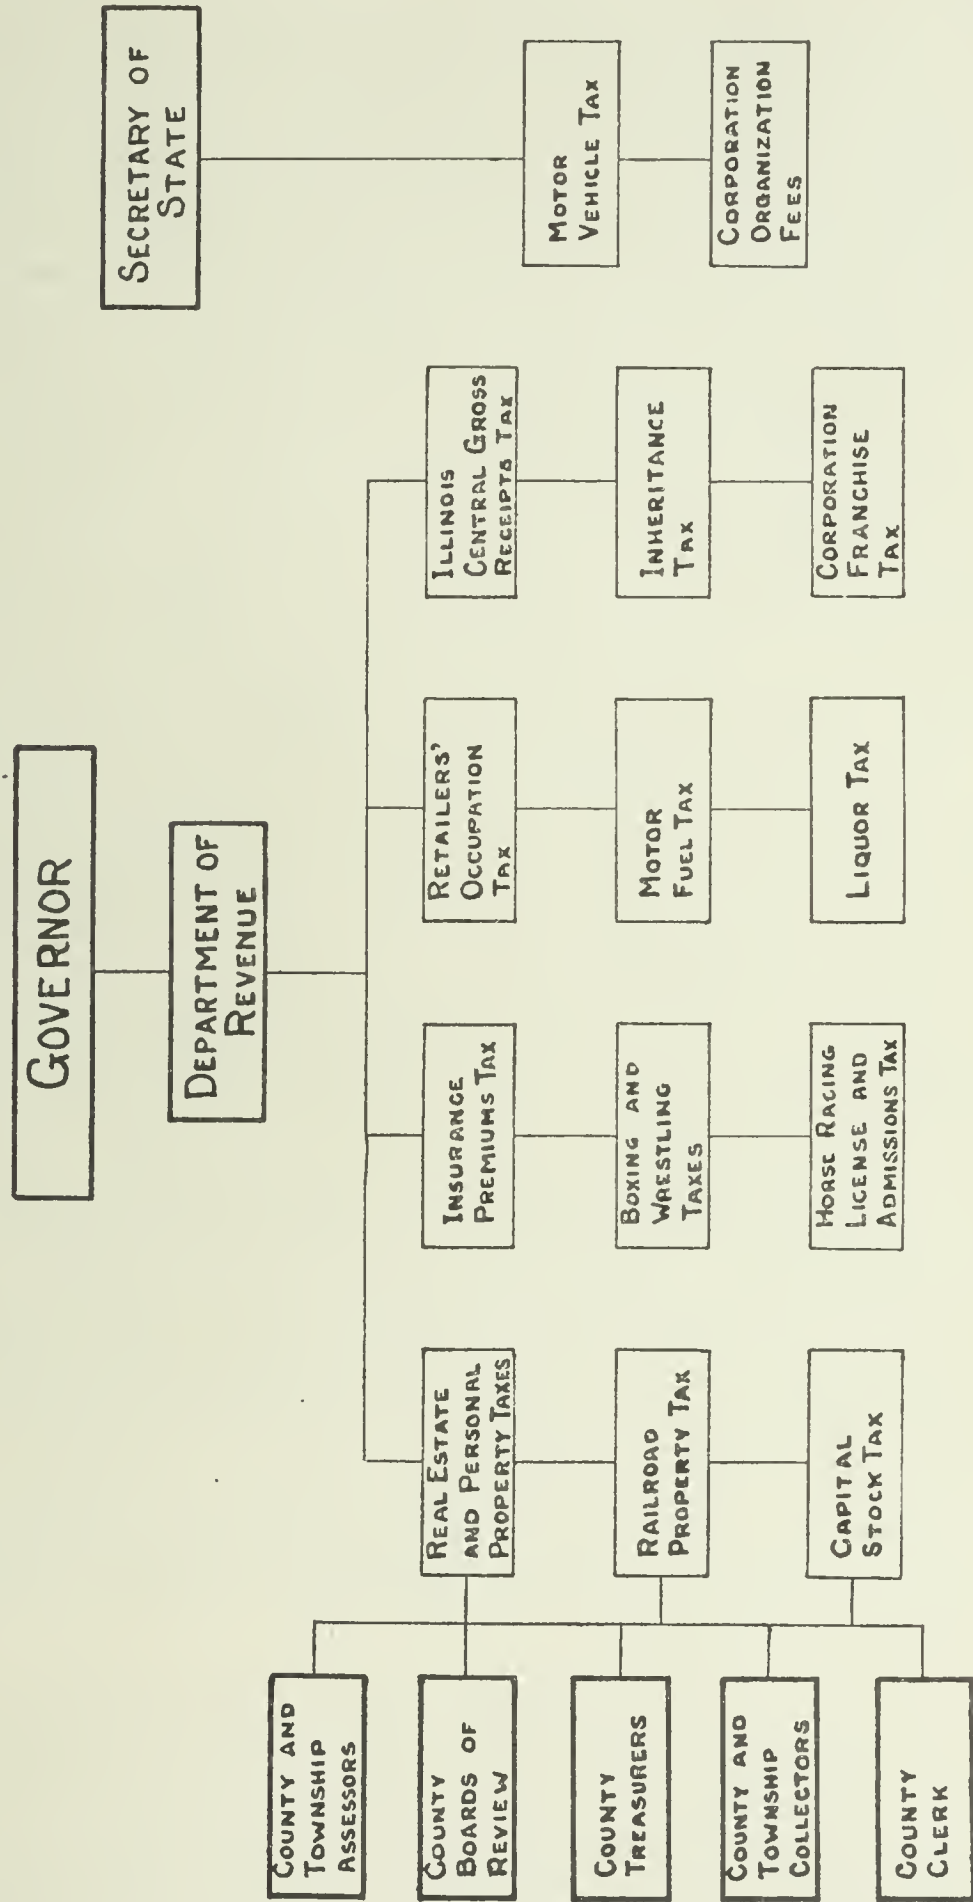 GOVERNOR
DEPARTMENT OF
REVENUE
SECRETARY OF
STATE
COUNTY AND
TOWNSHIP
ASSESSORS
COUNTY
BOARDS OF
REVIEW
COUNTY
TREASURERS
COUNTY AND
TOWNSHIP
COLLECTORS
COUNTY
CLERK
REAL ESTATE
AND PERSONAL
PROPERTY TAXES
RAILROAD
PROPERTY TAX
CAPITAL
STOCK TAX
INSURANCE
PREMIUMS TAX
BOXING AND
WRESTLING
TAXES
HORSE RACING
LICENSE AND
ADMISSIONS TAX
RETAILERS'
OCCUPATION
TAX
MOTOR
FUEL TAX
LIQUOR TAX
ILLINOIS
CENTRAL GROSS
RECEIPTS TAX
INHERITANCE
TAX
CORPORATION
FRANCHISE
TAX
MOTOR
VEHICLE TAX
CORPORATION
ORGANIZATION
FEES